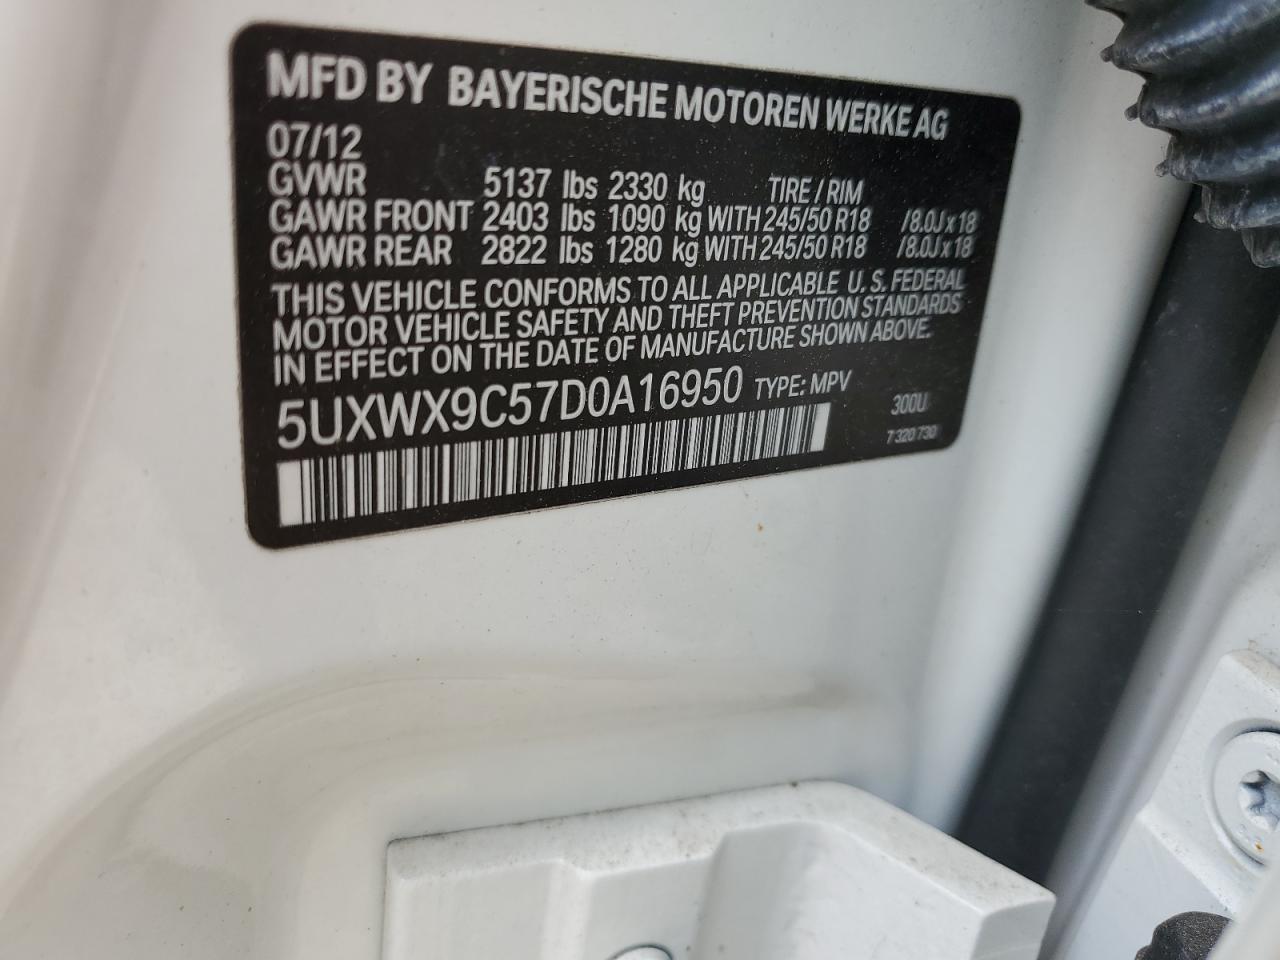 MFD BY BAYERISCHE MOTOREN WERKE AG
07/12
GVWR 5137 lbs 2330 kg TIRE / RIM
GAWR FRONT 2403 lbs 1090 kg WITH 245/50 R18 /8.0J x 18
GAWR REAR 2822 lbs 1280 kg WITH 245/50 R18 /8.0J x 18
THIS VEHICLE CONFORMS TO ALL APPLICABLE U.S. FEDERAL
MOTOR VEHICLE SAFETY AND THEFT PREVENTION STANDARDS
IN EFFECT ON THE DATE OF MANUFACTURE SHOWN ABOVE.
5UXWX9C57D0A16950 TYPE: MPV
300U
7 320 730